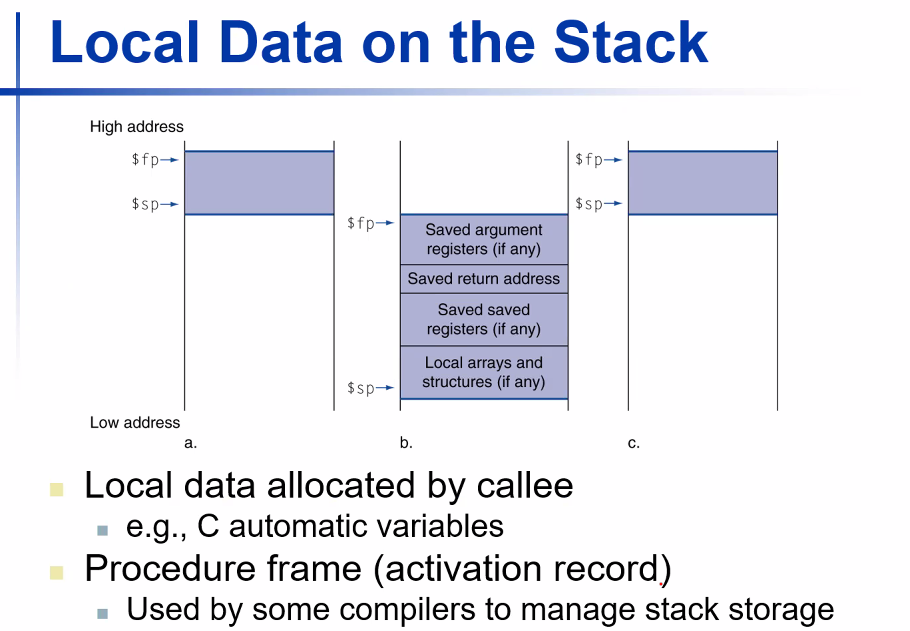 Local Data on the Stack
High address
$fp
$sp
$fp
Saved argument
registers (if any)
Saved return address
Saved saved
registers (if any)
Local arrays and
structures (if any)
$sp
$fp
$sp
Low address
a.
b.
c.
Local data allocated by callee
e.g., C automatic variables
Procedure frame (activation record)
Used by some compilers to manage stack storage